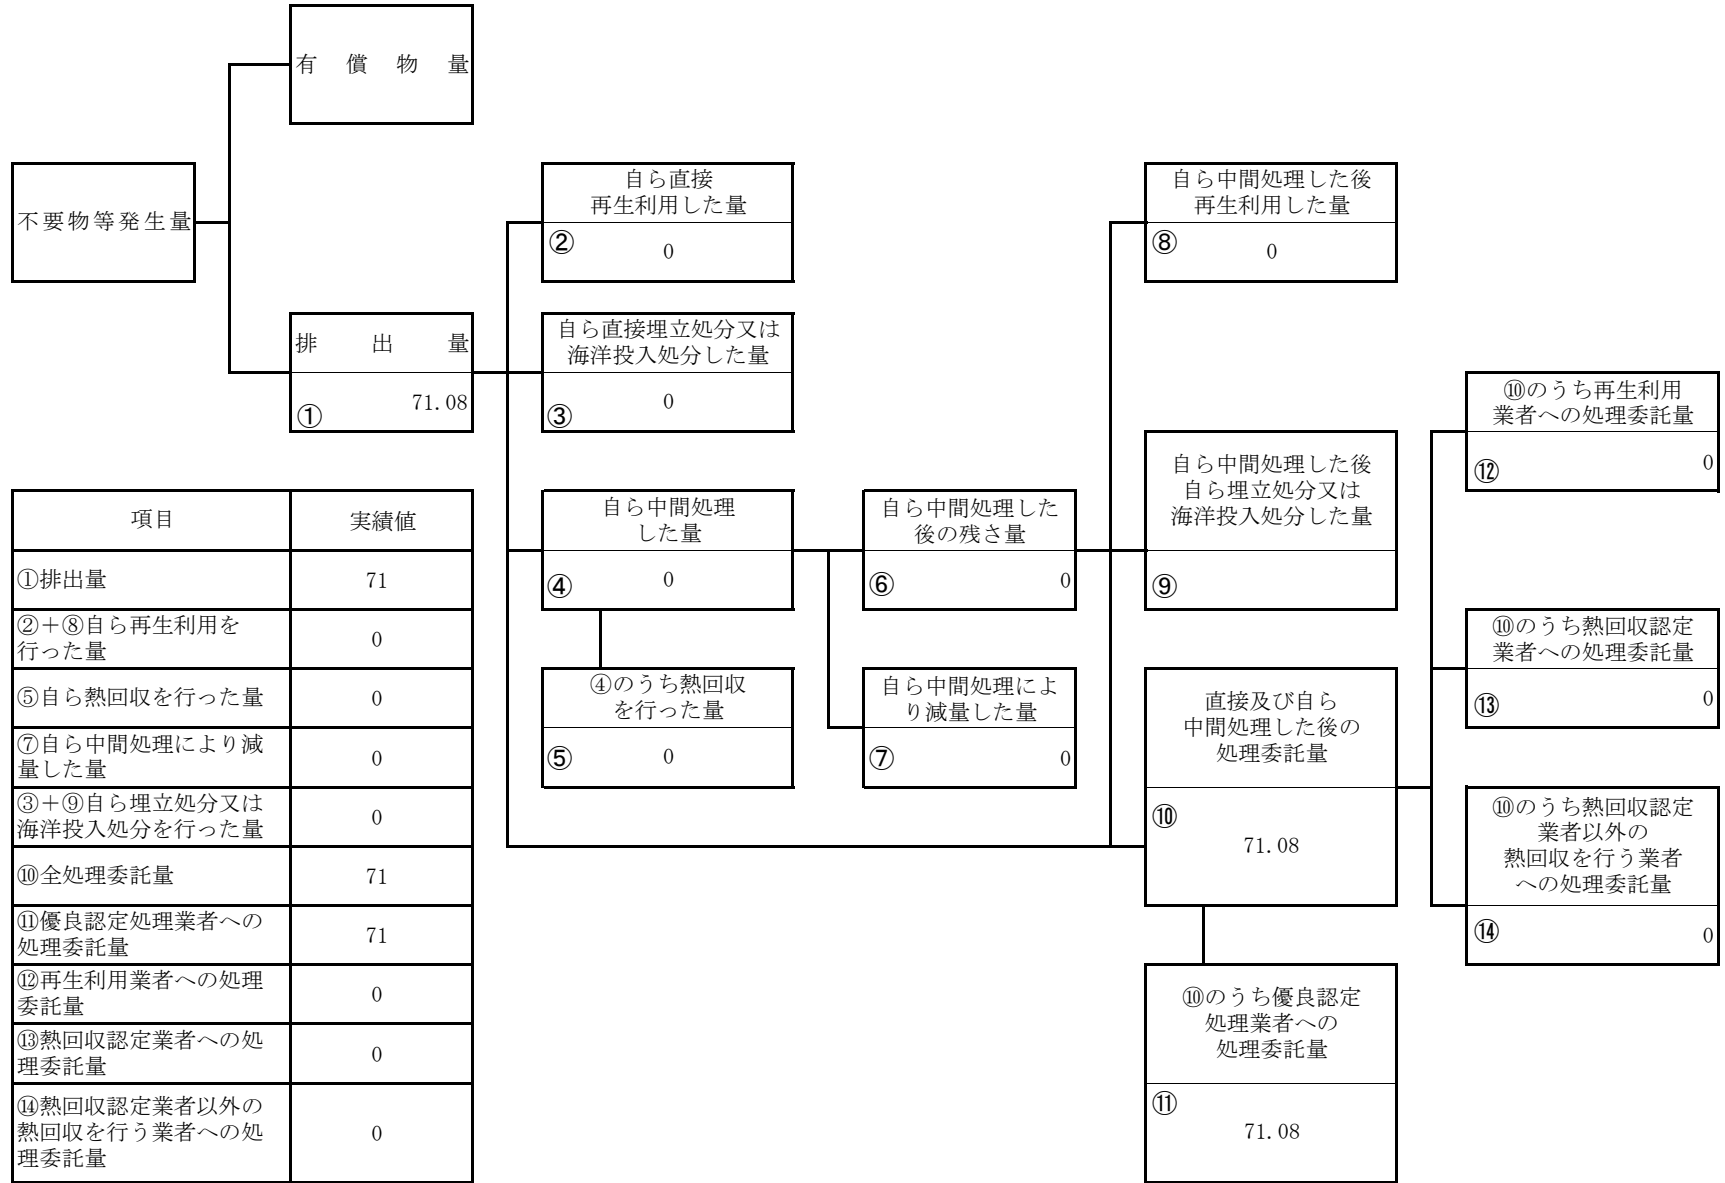 有償物量
不要物等発生量
排出量
①
71.08
自ら直接
再生利用した量
②
0
自ら直接埋立処分又は
海洋投入処分した量
③
0
自ら中間処理
した量
④
0
④のうち熱回収
を行った量
⑤
0
自ら中間処理した
後の残さ量
⑥
0
自ら中間処理によ
り減量した量
⑦
0
自ら中間処理した後
再生利用した量
⑧
0
自ら中間処理した後
自ら埋立処分又は
海洋投入処分した量
⑨
直接及び自ら
中間処理した後の
処理委託量
⑩
71.08
⑩のうち優良認定
処理業者への
処理委託量
⑪
71.08
⑩のうち再生利用
業者への処理委託量
⑫
0
⑩のうち熱回収認定
業者への処理委託量
⑬
0
⑩のうち熱回収認定
業者以外の
熱回収を行う業者
への処理委託量
⑭
0
項目 実績値
①排出量 71
②+⑧自ら再生利用を
行った量
0
⑤自ら熱回収を行った量 0
⑦自ら中間処理により減
量した量
0
③+⑨自ら埋立処分又は
海洋投入処分を行った量
0
⑩全処理委託量 71
⑪優良認定処理業者への
処理委託量
71
⑫再生利用業者への処理
委託量
0
⑬熱回収認定業者への処
理委託量
0
⑭熱回収認定業者以外の
熱回収を行う業者への処
理委託量
0